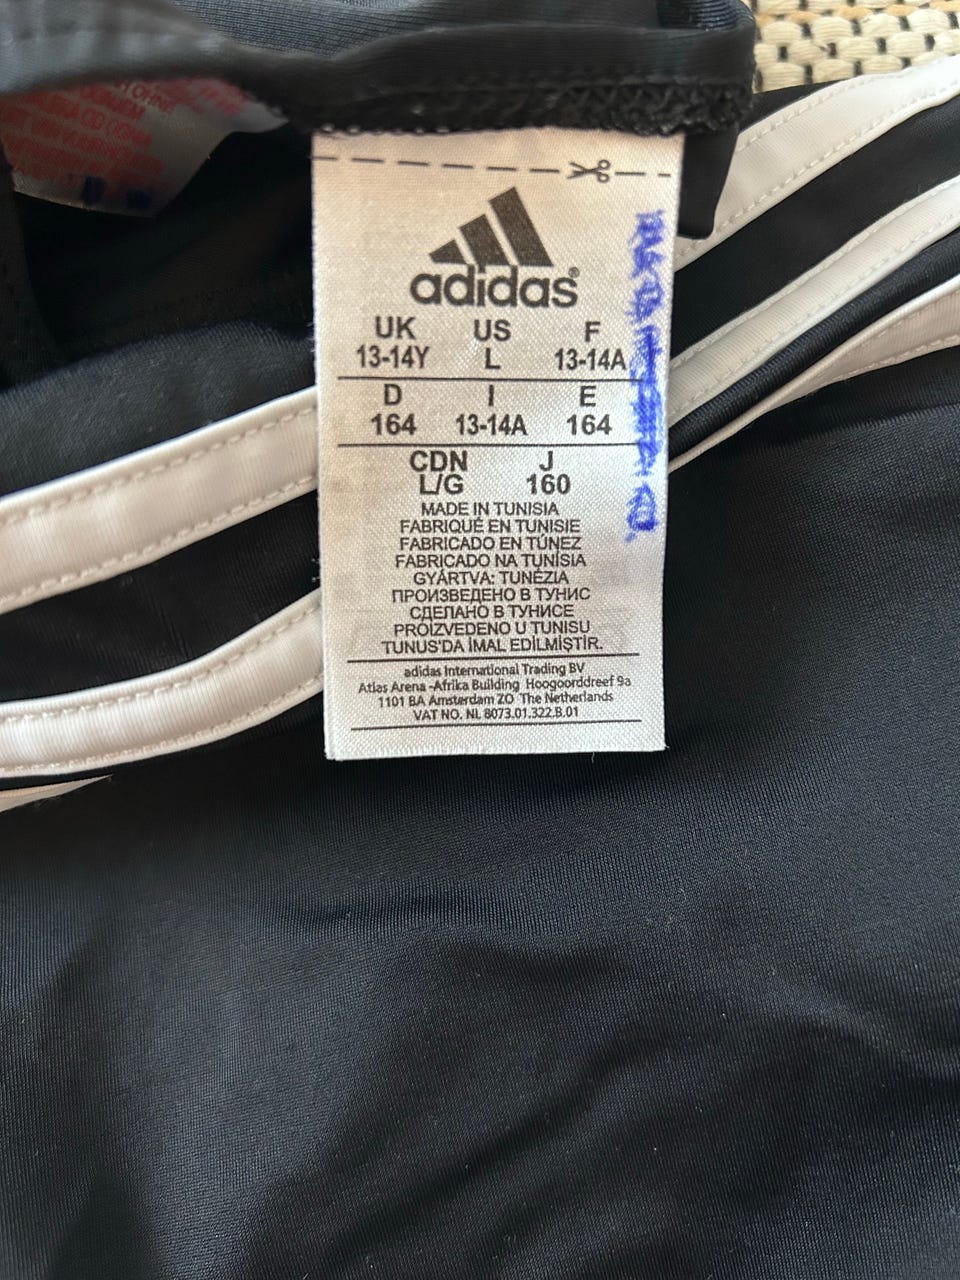 adidas®
UK US F
13-14Y L 13-14A
D I E
164 13-14A 164
CDN J
L/G 160
MADE IN TUNISIA
FABRIQUÉ EN TUNISIE
FABRICADO EN TÚNEZ
FABRICADO NA TUNÍSIA
GYÁRTVA: TUNÉZIA
ПРОИЗВЕДЕНО В ТУНИС
СДЕЛАНО В ТУНИСЕ
PROIZVEDENO U TUNISU
TUNUS'DA İMAL EDİLMİŞTİR.
adidas International Trading BV
Atlas Arena -Afrika Building Hoogoorddreef 9a
1101 BA Amsterdam ZO The Netherlands
VAT NO. NL 8073.01.322.B.01